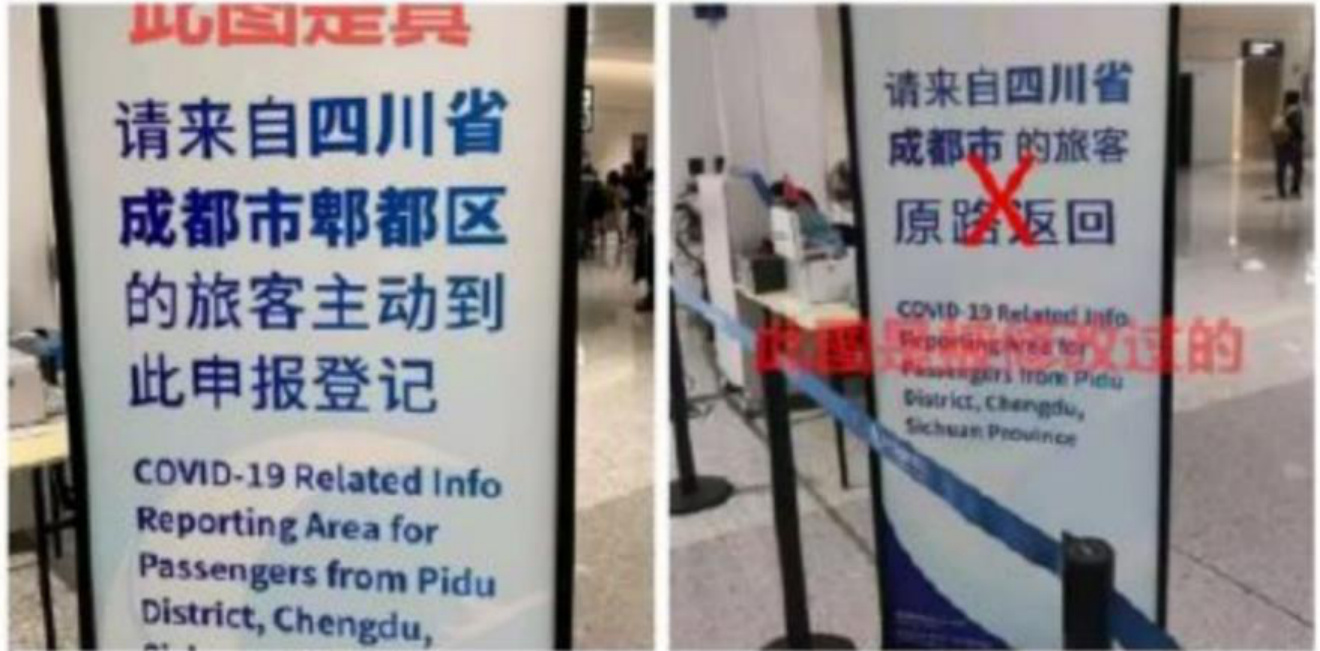 此图是真
请来自四川省
成都市郫都区
的旅客主动到
此申报登记
COVID-19 Related Info
Reporting Area for
Passengers from Pidu
District, Chengdu,
请来自四川省
成都市 的旅客
原路返回
COVID-19 Related Info
Reporting Area for
此图是被修改过的
Passengers from Pidu
District, Chengdu,
Sichuan Province